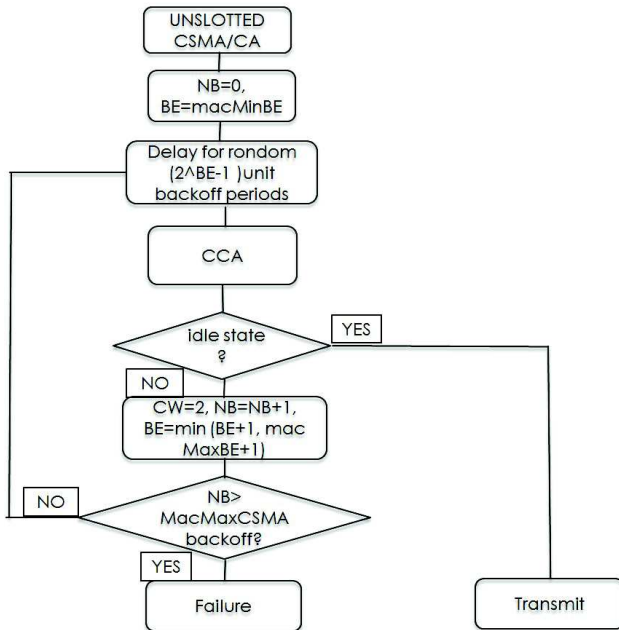 UNSLOTTED
CSMA/CA
NB=0,
BE=macMinBE
Delay for rondom
(2^BE-1 )unit
backoff periods
CCA
idle state
?
YES
NO
CW=2, NB=NB+1,
BE=min (BE+1, mac
MaxBE+1)
NO
NB>
MacMaxCSMA
backoff?
YES
Failure
Transmit